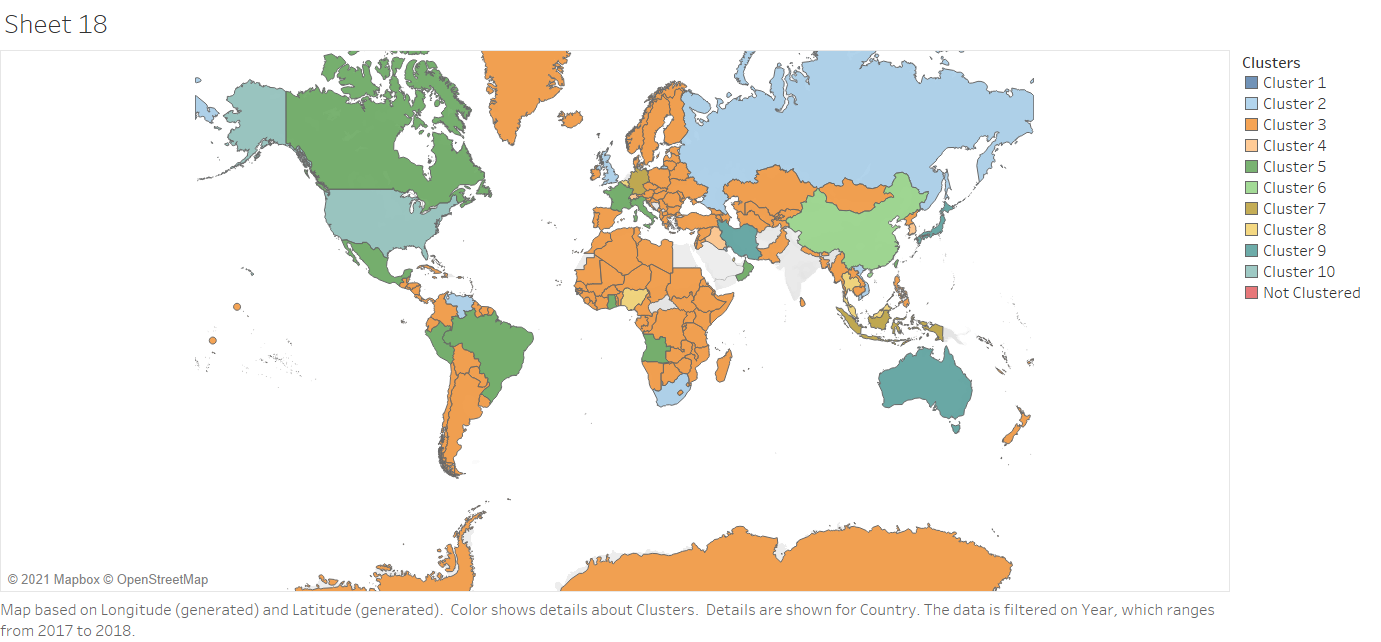 Sheet 18
Clusters
Cluster 1
Cluster 2
Cluster 3
Cluster 4
Cluster 5
Cluster 6
Cluster 7
Cluster 8
Cluster 9
Cluster 10
Not Clustered
© 2021 Mapbox © OpenStreetMap
Map based on Longitude (generated) and Latitude (generated).  Color shows details about Clusters.  Details are shown for Country. The data is filtered on Year, which ranges
from 2017 to 2018.